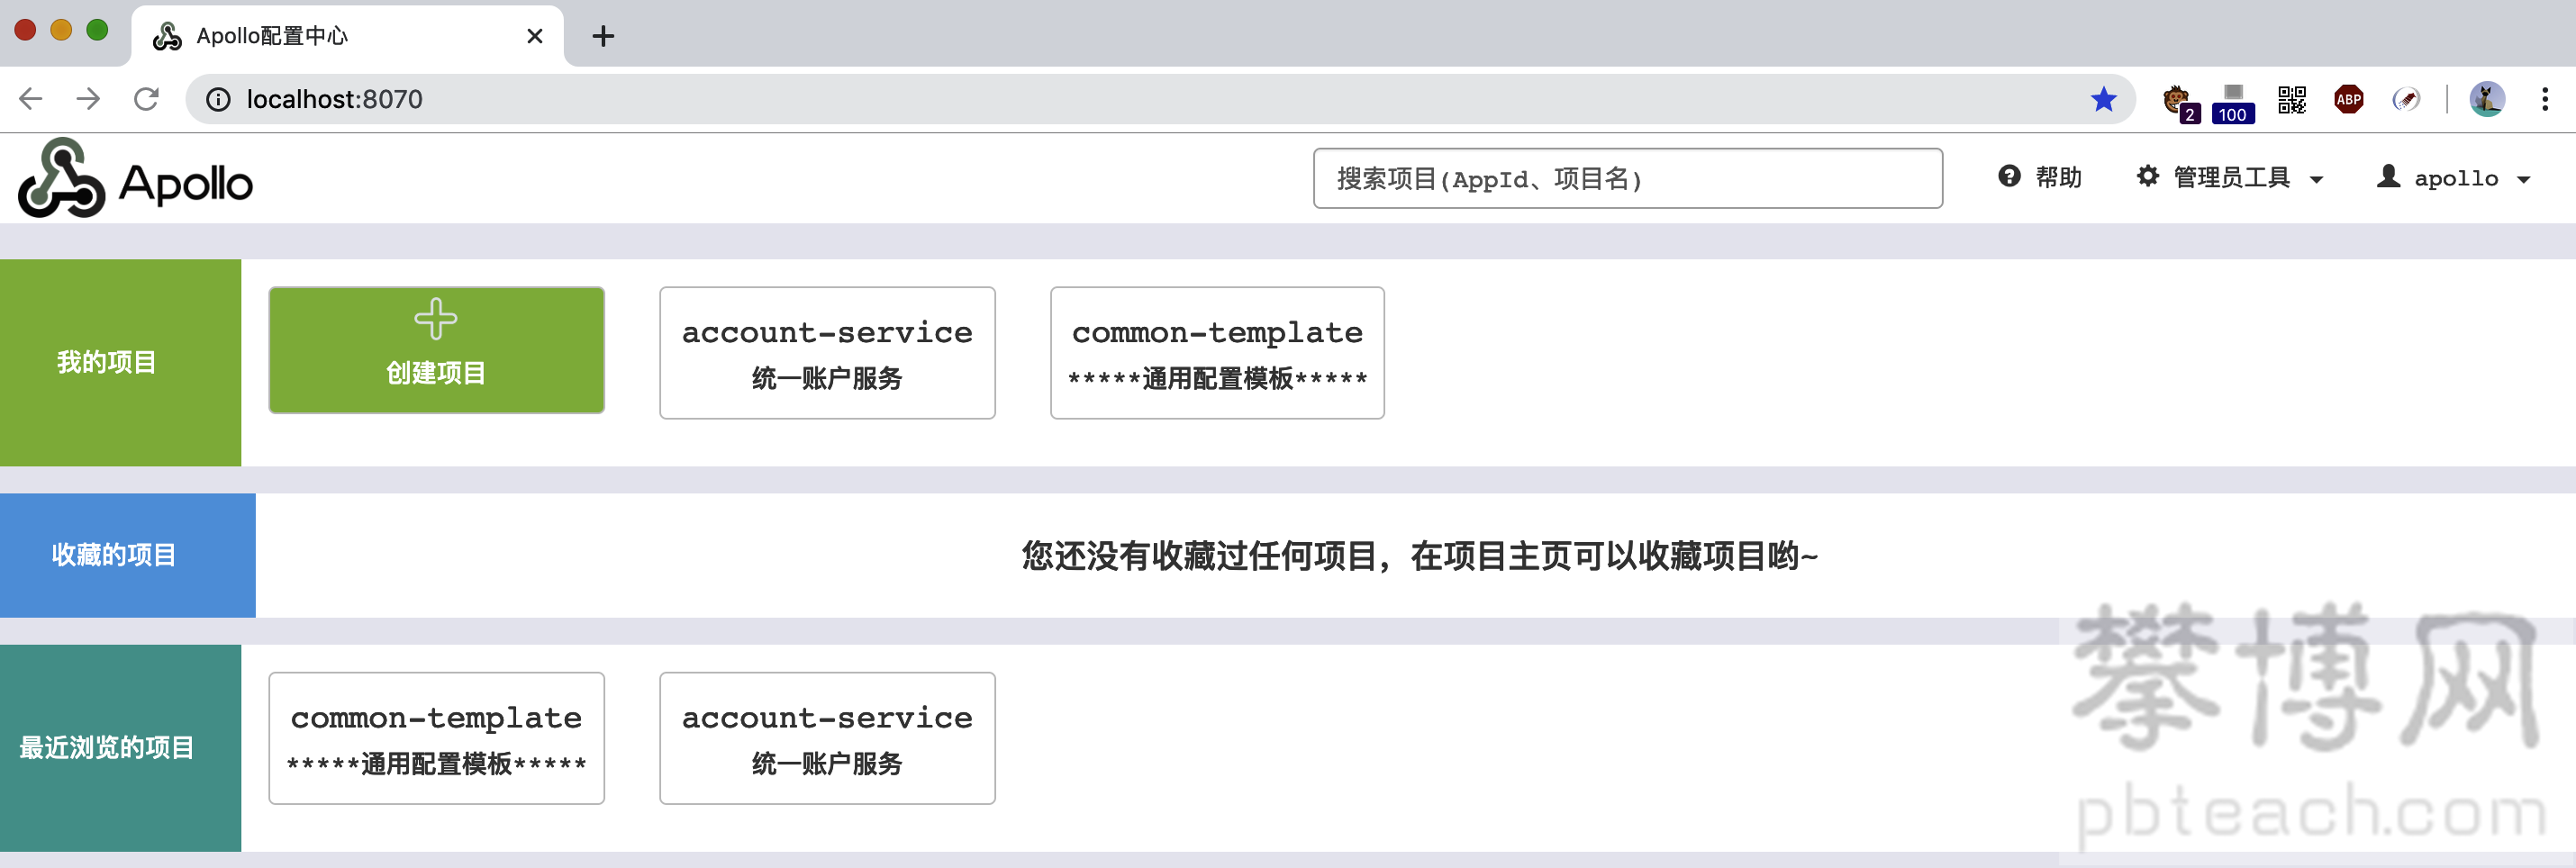 Apollo配置中心
localhost:8070
2
100
ABP
Apollo
搜索项目(AppId、项目名)
帮助
管理员工具
apollo
我的项目
创建项目
account-service
统一账户服务
common-template
*****通用配置模板*****
收藏的项目
您还没有收藏过任何项目，在项目主页可以收藏项目哟~
最近浏览的项目
common-template
*****通用配置模板*****
account-service
统一账户服务
攀博网
pbteach.com